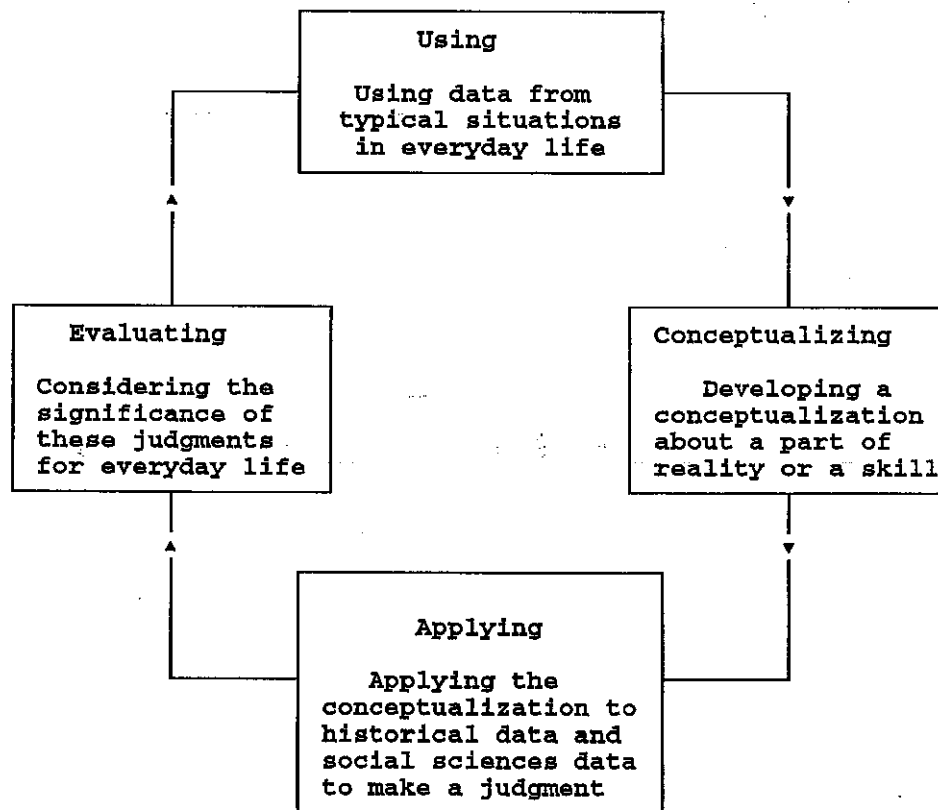 Using
Using data from
typical situations
in everyday life
Evaluating
Considering the
significance of
these judgments
for everyday life
Conceptualizing
Developing a
conceptualization
about a part of
reality or a skill
Applying
Applying the
conceptualization to
historical data and
social sciences data
to make a judgment